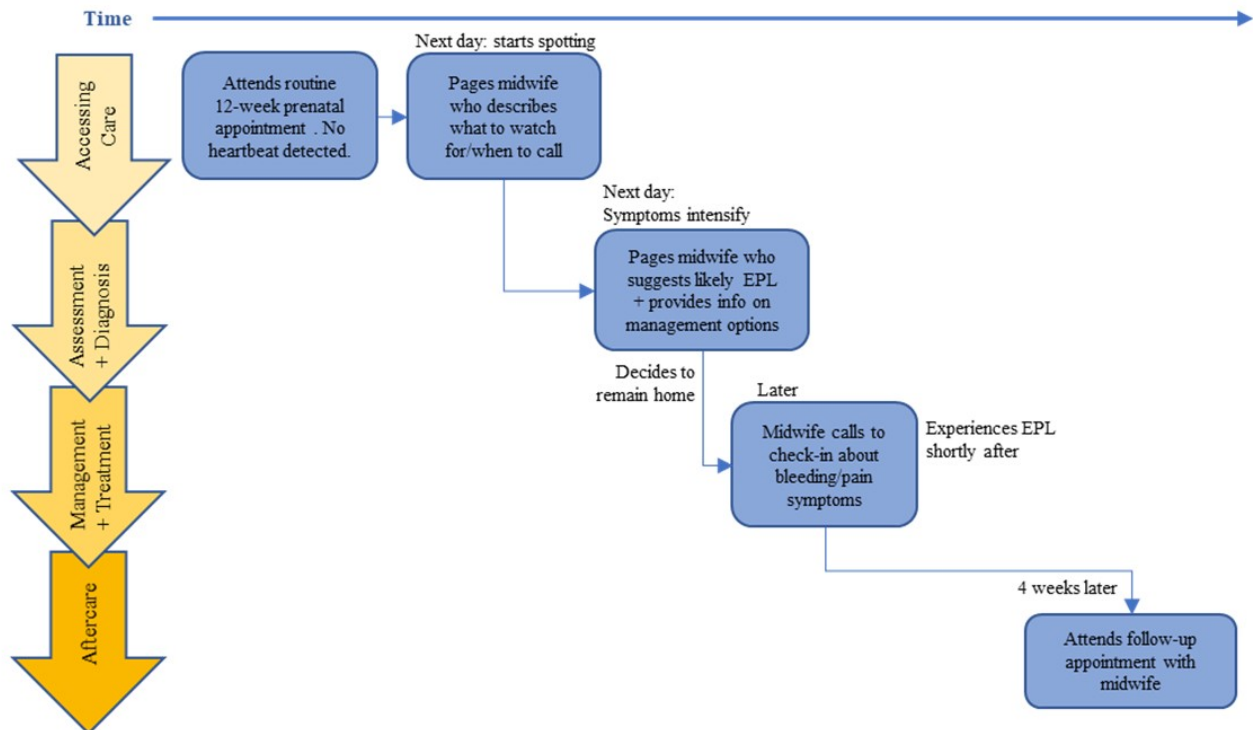 Time
Accessing
Care
Attends routine
12-week prenatal
appointment . No
heartbeat detected.
Next day: starts spotting
Pages midwife
who describes
what to watch
for/when to call
Assessment
+ Diagnosis
Next day:
Symptoms intensify
Pages midwife who
suggests likely EPL
+ provides info on
management options
Management
+ Treatment
Decides to
remain home
Later
Midwife calls to
check-in about
bleeding/pain
symptoms
Experiences EPL
shortly after
Aftercare
4 weeks later
Attends follow-up
appointment with
midwife